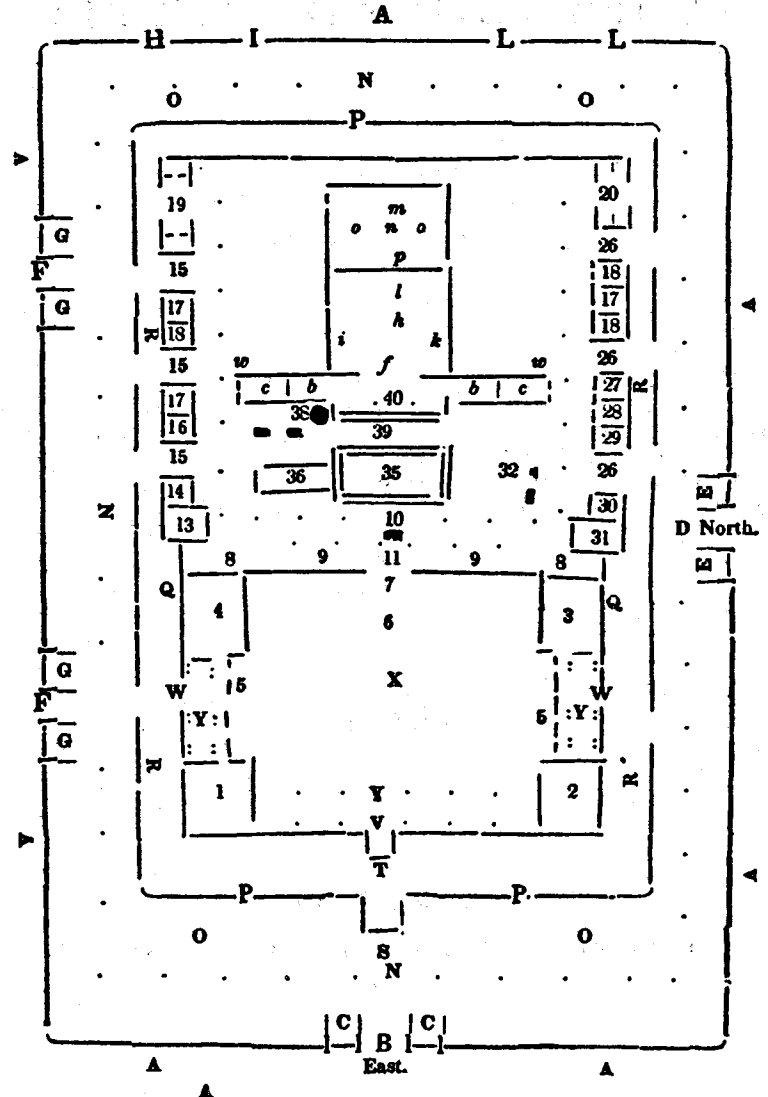 A
H I L L
N
O O
P
V
19 20
m
o n o
p
G 26
F 15 l 18
A
G 17 h 17
R 18 i k 18
15 w f w 26
c b b c 27 R
17 38 40 28
16 39 29
15 36 35 32 26
14 E
N 13 10 30 D North.
31
8 9 11 9 8 E
Q 7 Q
4 6 3
G
W 5 X W
F Y 5 Y
G
R 1 Y 2 R
V
T
A
P P
O S O
N
C C
B
East.
A A
A